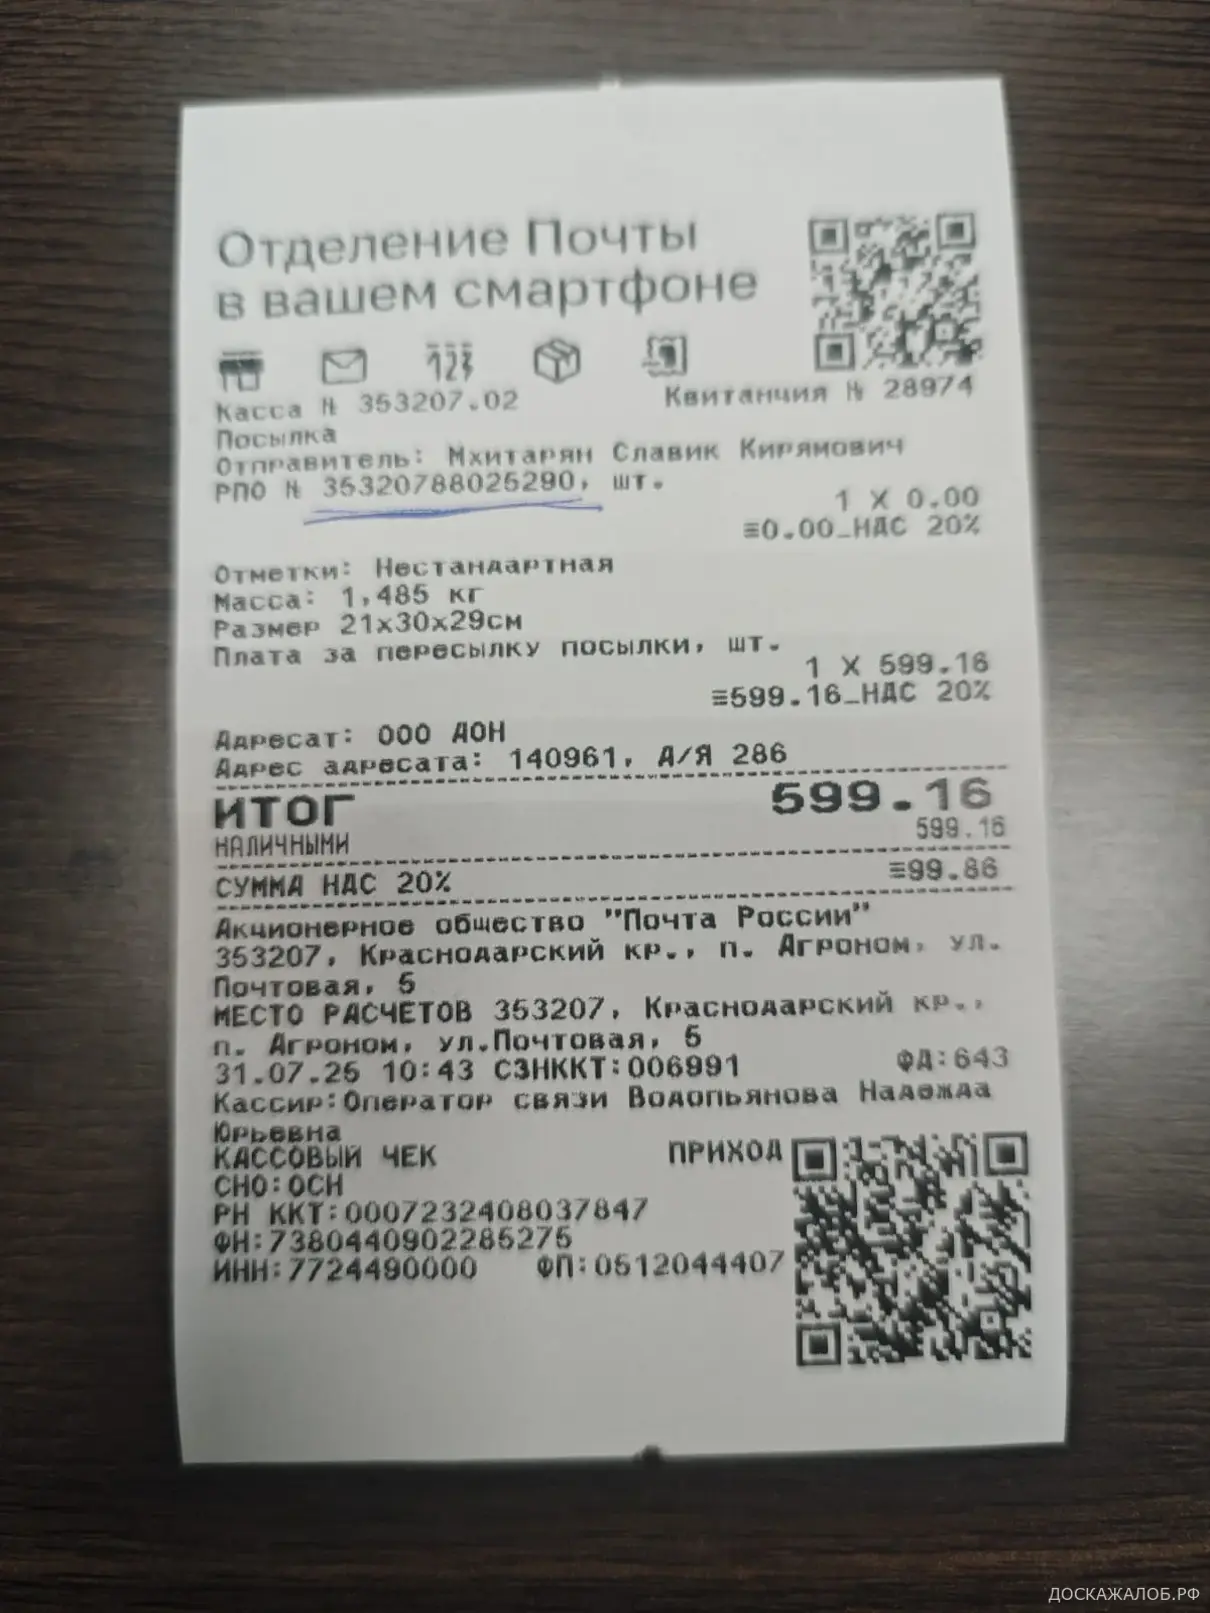 Отделение Почты
в вашем смартфоне
Касса № 353207.02 Квитанция № 28974
Посылка
Отправитель: Мхитарян Славик Кирямович
РПО № 35320788025290, шт.
1 X 0.00
≡0.00_НДС 20%
Отметки: Нестандартная
Масса: 1,485 кг
Размер 21x30x29см
Плата за пересылку посылки, шт.
1 X 599.16
≡599.16_НДС 20%
Адресат: ООО ДОН
Адрес адресата: 140961, А/Я 286
ИТОГ 599.16
НАЛИЧНЫМИ 599.16
СУММА НДС 20% ≡99.86
Акционерное общество "Почта России"
353207, Краснодарский кр., п. Агроном, ул.
Почтовая, 5
МЕСТО РАСЧЕТОВ 353207, Краснодарский кр.,
п. Агроном, ул.Почтовая, 5
31.07.25 10:43 СЗНККТ:006991 ФД:643
Кассир:Оператор связи Водопьянова Надежда
Юрьевна
КАССОВЫЙ ЧЕК ПРИХОД
СНО:ОСН
РН ККТ:0007232408037847
ФН:7380440902285275
ИНН:7724490000 ФП:0512044407
ДОСКАЖАЛОБ.РФ